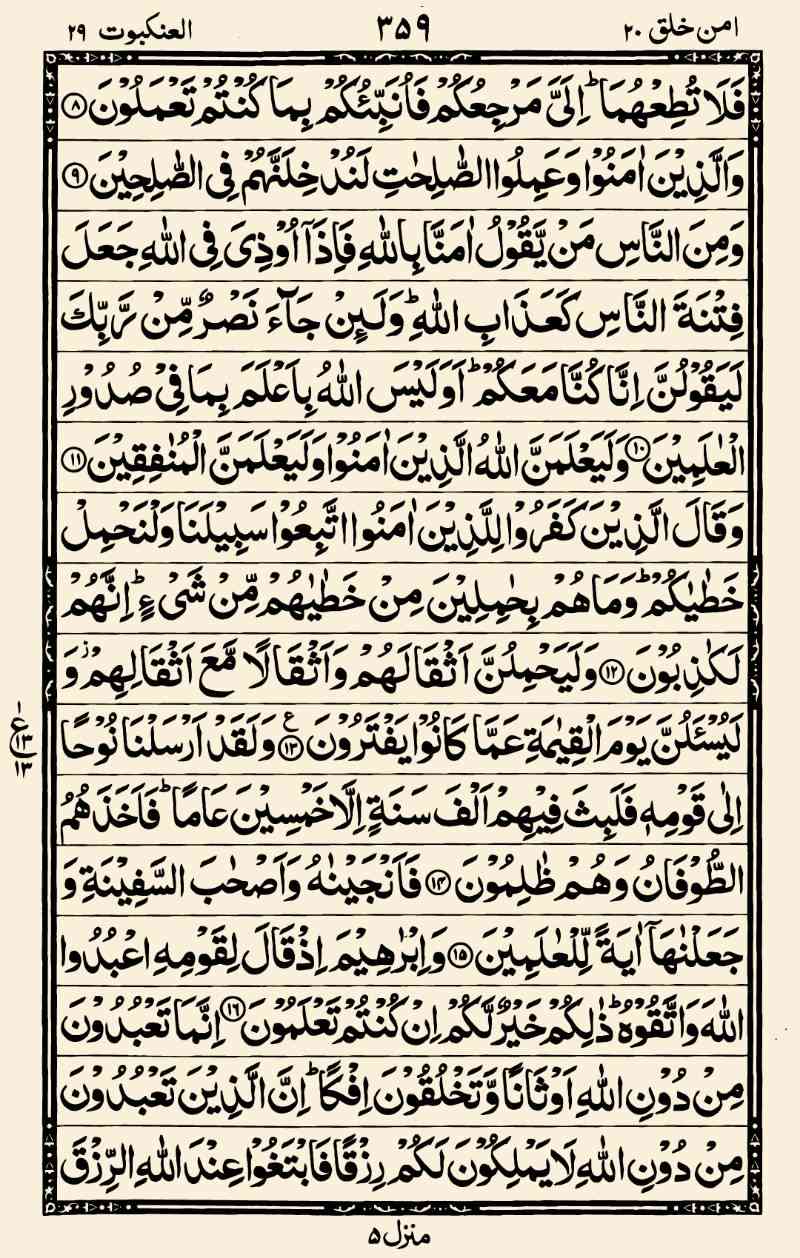 امن خلق ۲۰
۳۵۹
العنکبوت ۲۹
فَلَا تُطِعْهُمَا ؕ اِلَیَّ مَرْجِعُكُمْ فَاُنَبِّئُكُمْ بِمَا كُنْتُمْ تَعْمَلُوْنَ ۝۸
وَالَّذِیْنَ اٰمَنُوْا وَعَمِلُوا الصّٰلِحٰتِ لَنُدْخِلَنَّهُمْ فِی الصّٰلِحِیْنَ ۝۹
وَمِنَ النَّاسِ مَنْ یَّقُوْلُ اٰمَنَّا بِاللّٰهِ فَاِذَاۤ اُوْذِیَ فِی اللّٰهِ جَعَلَ
فِتْنَةَ النَّاسِ كَعَذَابِ اللّٰهِ ؕ وَلَىِٕنْ جَآءَ نَصْرٌ مِّنْ رَّبِّكَ
لَیَقُوْلُنَّ اِنَّا كُنَّا مَعَكُمْ ؕ اَوَلَیْسَ اللّٰهُ بِاَعْلَمَ بِمَا فِیْ صُدُوْرِ
الْعٰلَمِیْنَ ۝۱۰ وَلَیَعْلَمَنَّ اللّٰهُ الَّذِیْنَ اٰمَنُوْا وَلَیَعْلَمَنَّ الْمُنٰفِقِیْنَ ۝۱۱
وَقَالَ الَّذِیْنَ كَفَرُوْا لِلَّذِیْنَ اٰمَنُوا اتَّبِعُوْا سَبِیْلَنَا وَلْنَحْمِلْ
خَطٰیٰكُمْ ؕ وَمَا هُمْ بِحٰمِلِیْنَ مِنْ خَطٰیٰهُمْ مِّنْ شَیْءٍ ؕ اِنَّهُمْ
لَكٰذِبُوْنَ ۝۱۲ وَلَیَحْمِلُنَّ اَثْقَالَهُمْ وَاَثْقَالًا مَّعَ اَثْقَالِهِمْ ؗ وَ
لَیُسْـَٔلُنَّ یَوْمَ الْقِیٰمَةِ عَمَّا كَانُوْا یَفْتَرُوْنَ ۝۱۳ ع وَلَقَدْ اَرْسَلْنَا نُوْحًا
ع ۱۳ ۱۳
اِلٰی قَوْمِهٖ فَلَبِثَ فِیْهِمْ اَلْفَ سَنَةٍ اِلَّا خَمْسِیْنَ عَامًا ؕ فَاَخَذَهُمُ
الطُّوْفَانُ وَهُمْ ظٰلِمُوْنَ ۝۱۴ فَاَنْجَیْنٰهُ وَاَصْحٰبَ السَّفِیْنَةِ وَ
جَعَلْنٰهَاۤ اٰیَةً لِّلْعٰلَمِیْنَ ۝۱۵ وَاِبْرٰهِیْمَ اِذْ قَالَ لِقَوْمِهِ اعْبُدُوا
اللّٰهَ وَاتَّقُوْهُ ؕ ذٰلِكُمْ خَیْرٌ لَّكُمْ اِنْ كُنْتُمْ تَعْلَمُوْنَ ۝۱۶ اِنَّمَا تَعْبُدُوْنَ
مِنْ دُوْنِ اللّٰهِ اَوْثَانًا وَّتَخْلُقُوْنَ اِفْكًا ؕ اِنَّ الَّذِیْنَ تَعْبُدُوْنَ
مِنْ دُوْنِ اللّٰهِ لَا یَمْلِكُوْنَ لَكُمْ رِزْقًا فَابْتَغُوْا عِنْدَ اللّٰهِ الرِّزْقَ
منزل ۵